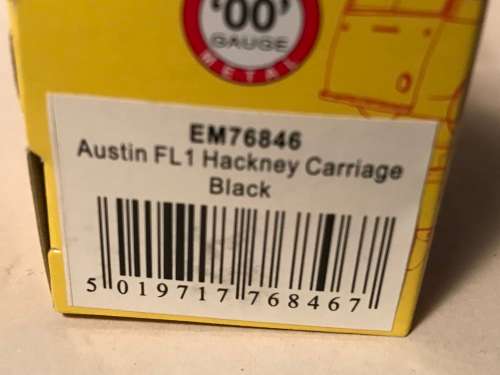 '00'
GAUGE
METAL
EM76846
Austin FL1 Hackney Carriage
Black
5 019717 768467